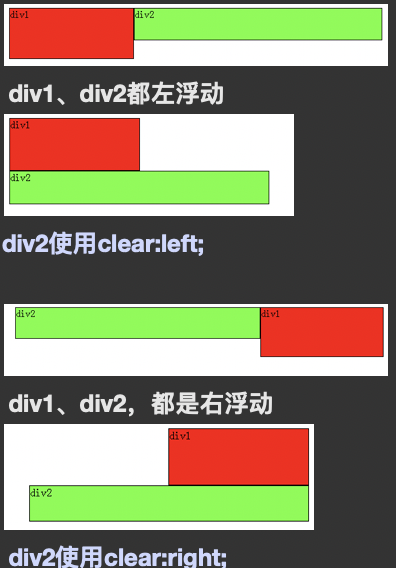 div1 div2
div1、div2都左浮动
div1
div2
div2使用clear:left;
div2 div1
div1、div2，都是右浮动
div1
div2
div2使用clear:right;